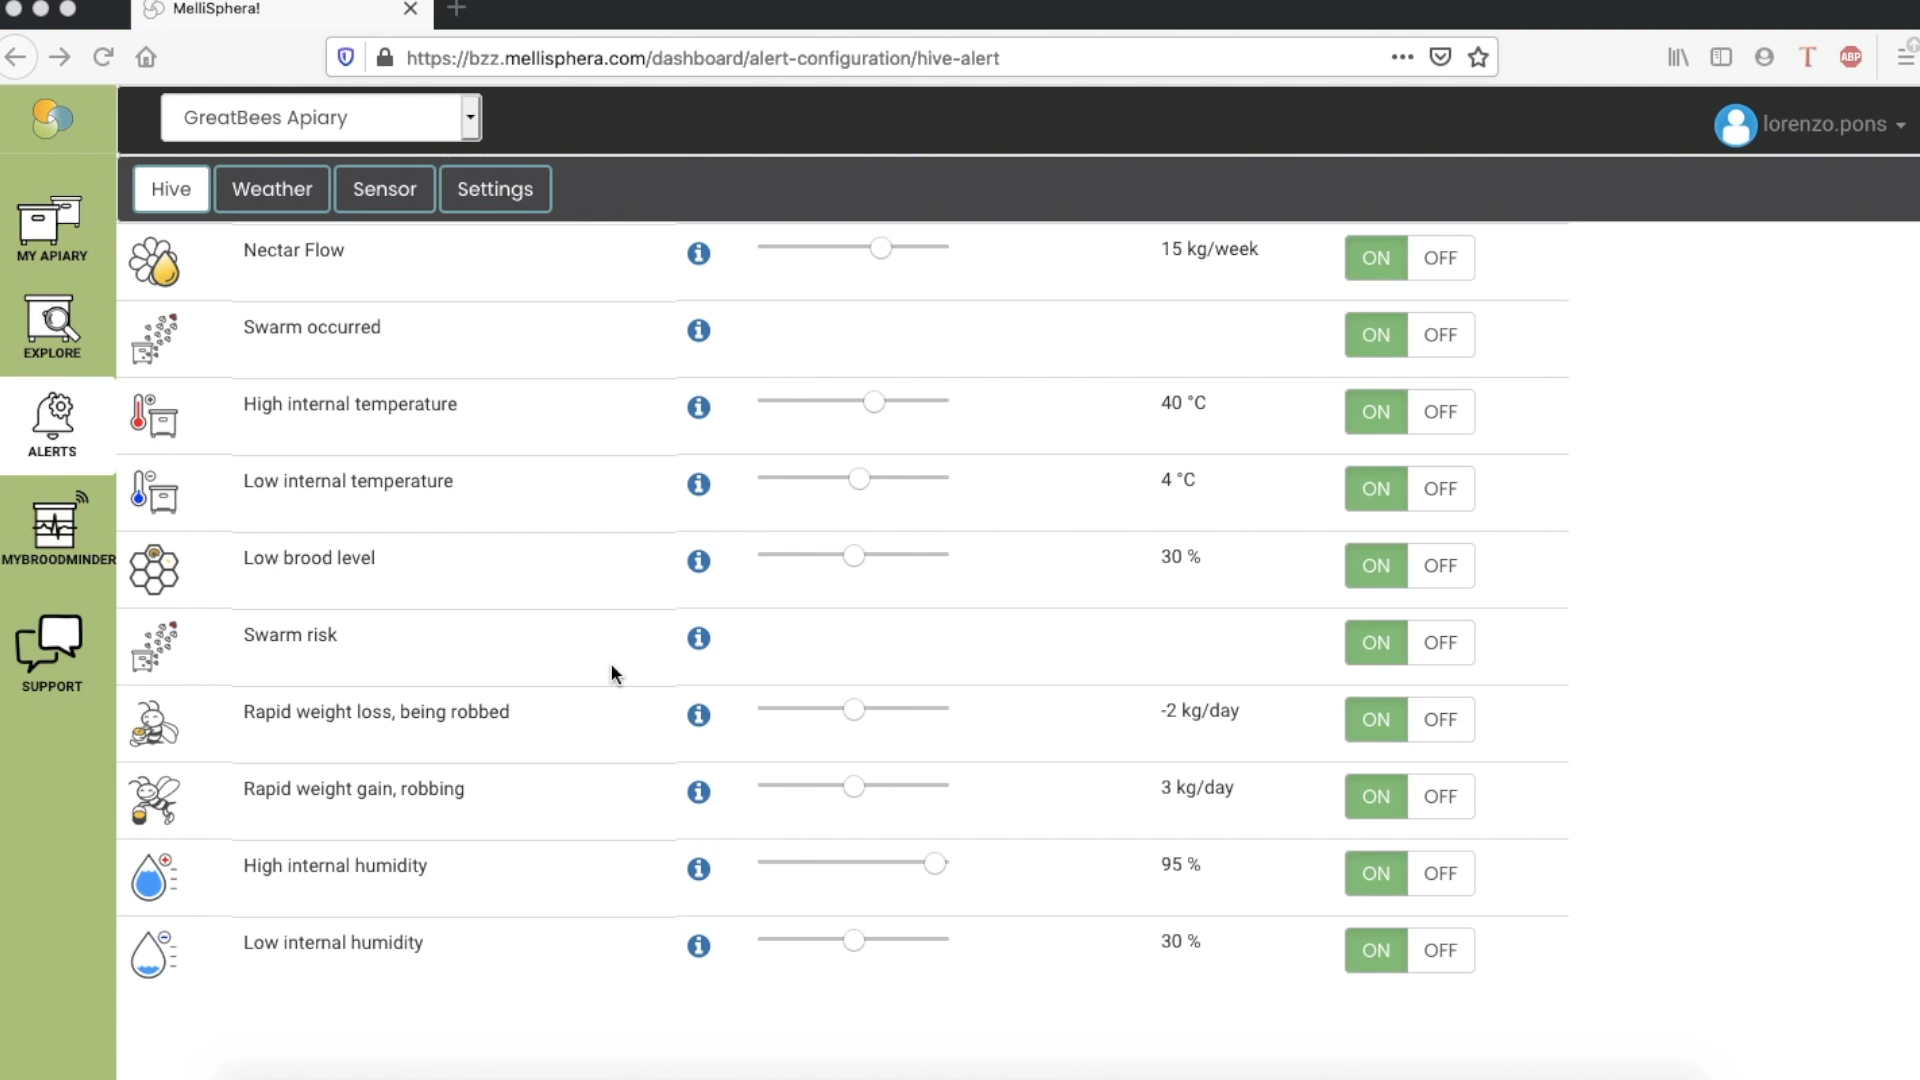 MelliSphera!
https://bzz.mellisphera.com/dashboard/alert-configuration/hive-alert
T
ABP
GreatBees Apiary
lorenzo.pons
Hive Weather Sensor Settings
MY APIARY
EXPLORE
ALERTS
MYBROODMINDER
SUPPORT
Nectar Flow 15 kg/week ON OFF
Swarm occurred ON OFF
High internal temperature 40 °C ON OFF
Low internal temperature 4 °C ON OFF
Low brood level 30 % ON OFF
Swarm risk ON OFF
Rapid weight loss, being robbed -2 kg/day ON OFF
Rapid weight gain, robbing 3 kg/day ON OFF
High internal humidity 95 % ON OFF
Low internal humidity 30 % ON OFF